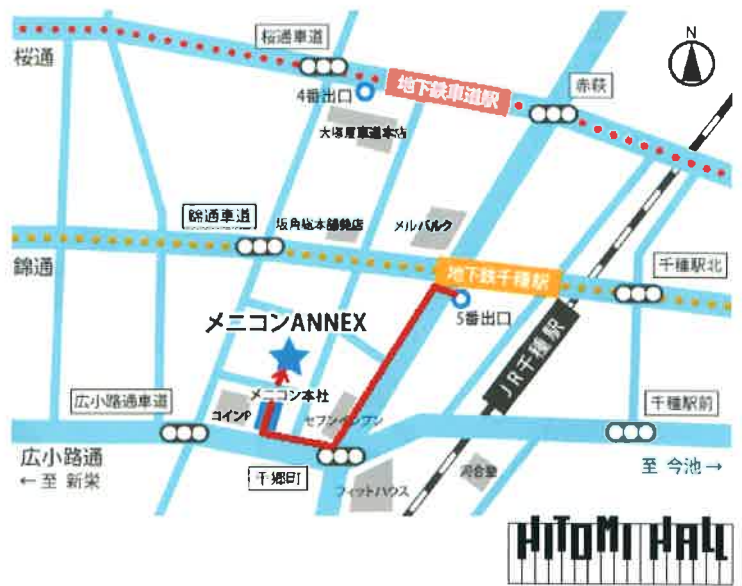 桜通車道
桜通
N
4番出口
地下鉄車道駅
赤萩
大塚屋車道本店
錦通車道
坂角総本舖葵店
メルパルク
錦通
地下鉄千種駅
千種駅北
5番出口
メニコンANNEX
JR千種駅
広小路通車道
メニコン本社
コインP
セブンイレブン
千種駅前
広小路通
← 至 新栄
千郷町
フィットハウス
河合塾
至 今池 →
HITOMI HALL